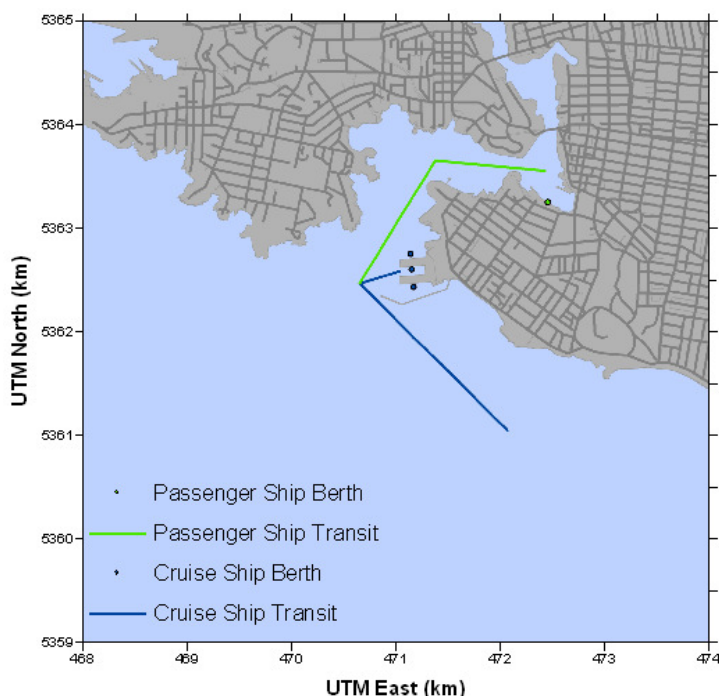 5365
5364
5363
5362
5361
5360
5359
UTM North (km)
Passenger Ship Berth
Passenger Ship Transit
Cruise Ship Berth
Cruise Ship Transit
468 469 470 471 472 473 474
UTM East (km)